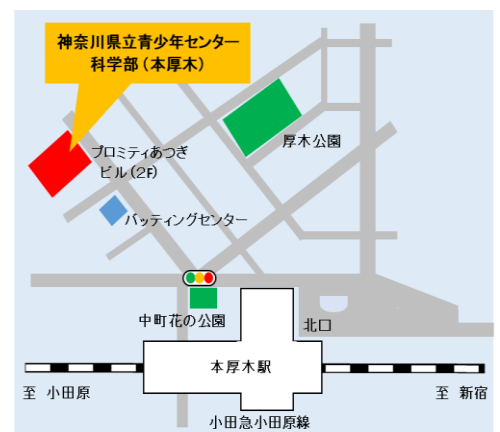 神奈川県立青少年センター
科学部（本厚木）
プロミティあつぎ
ビル（2F）
厚木公園
バッティングセンター
中町花の公園
北口
本厚木駅
至 小田原
至 新宿
小田急小田原線